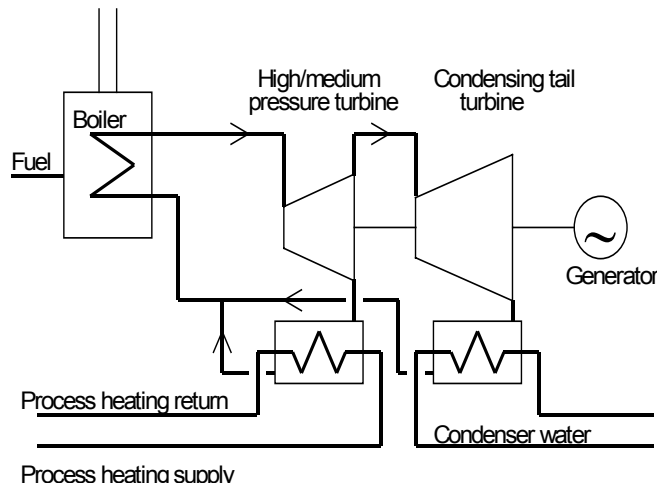 High/medium
pressure turbine
Condensing tail
turbine
Boiler
Fuel
~
Generator
Process heating return
Condenser water
Process heating supply